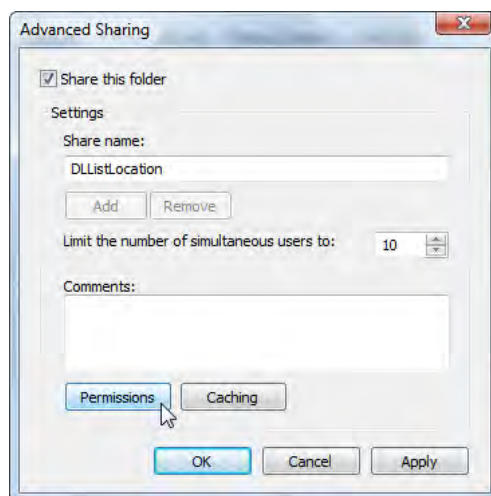 Advanced Sharing
Share this folder
Settings
Share name:
DLListLocation
Add Remove
Limit the number of simultaneous users to: 10
Comments:
Permissions Caching
OK Cancel Apply